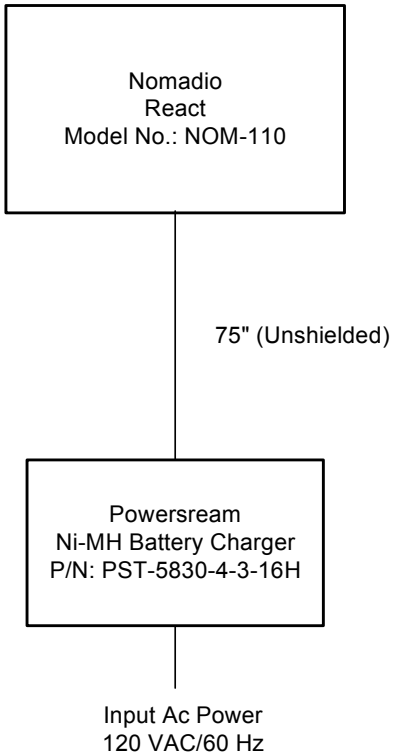 Nomadio
React
Model No.: NOM-110
75" (Unshielded)
Powersream
Ni-MH Battery Charger
P/N: PST-5830-4-3-16H
Input Ac Power
120 VAC/60 Hz